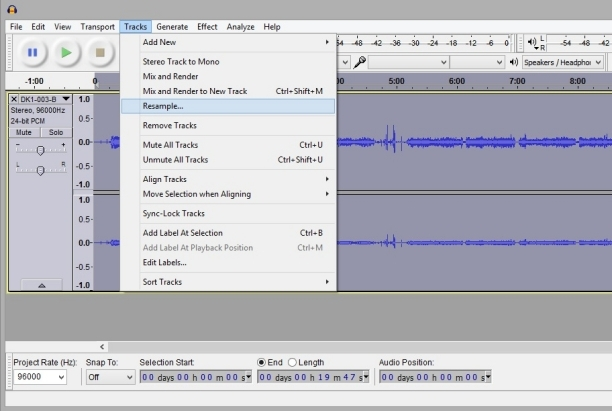 File Edit View Transport Tracks Generate Effect Analyze Help
Add New
Stereo Track to Mono
Mix and Render
Mix and Render to New Track Ctrl+Shift+M
Resample...
Remove Tracks
Mute All Tracks Ctrl+U
Unmute All Tracks Ctrl+Shift+U
Align Tracks
Move Selection when Aligning
Sync-Lock Tracks
Add Label At Selection Ctrl+B
Add Label At Playback Position Ctrl+M
Edit Labels...
Sort Tracks
54 -48 -42 -36 -30 -24 -18 -12 -6 0
L
R
-54 -48 -42
Speakers / Headphor
-1:00 0 00 5:00 6:00 7:00 8:00
DK1-003-B
Stereo, 96000Hz
24-bit PCM
Mute Solo
- +
L R
1.0
0.5-
0.0-
-0.5-
-1.0
1.0
0.5-
0.0-
-0.5-
-1.0
Project Rate (Hz): Snap To: Selection Start: End Length Audio Position:
96000 Off 00 days 00 h 00 m 00 s 00 days 00 h 19 m 47 s 00 days 00 h 00 m 00 s